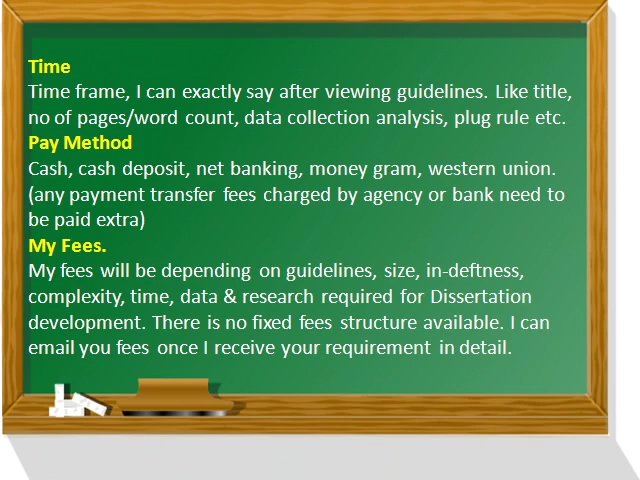 Time
Time frame, I can exactly say after viewing guidelines. Like title,
no of pages/word count, data collection analysis, plug rule etc.
Pay Method
Cash, cash deposit, net banking, money gram, western union.
(any payment transfer fees charged by agency or bank need to
be paid extra)
My Fees.
My fees will be depending on guidelines, size, in-deftness,
complexity, time, data & research required for Dissertation
development. There is no fixed fees structure available. I can
email you fees once I receive your requirement in detail.